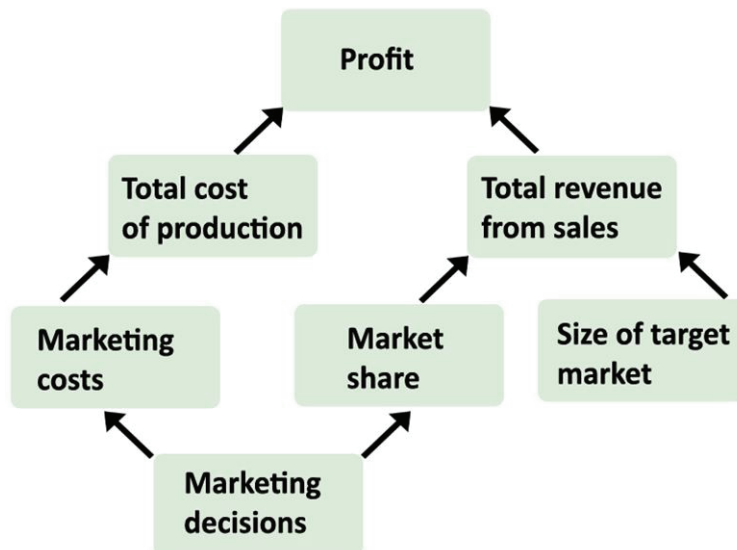 Profit
Total cost
of production
Total revenue
from sales
Marketing
costs
Market
share
Size of target
market
Marketing
decisions